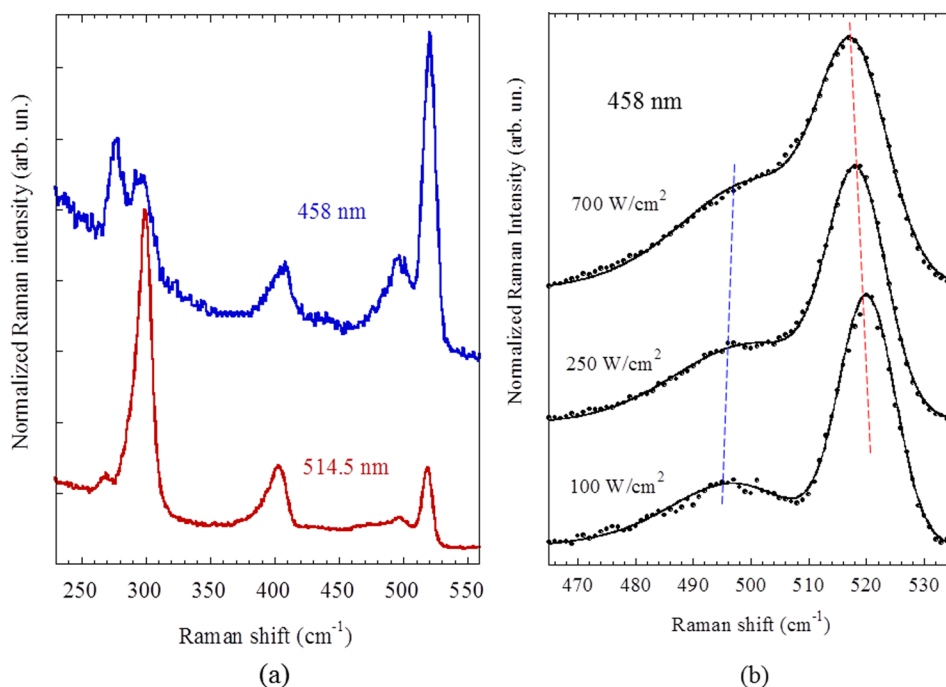 Normalized Raman intensity (arb. un.)
458 nm
514.5 nm
250 300 350 400 450 500 550
Raman shift (cm⁻¹)
(a)
Normalized Raman Intensity (arb. un.)
458 nm
700 W/cm²
250 W/cm²
100 W/cm²
470 480 490 500 510 520 530
Raman shift (cm⁻¹)
(b)